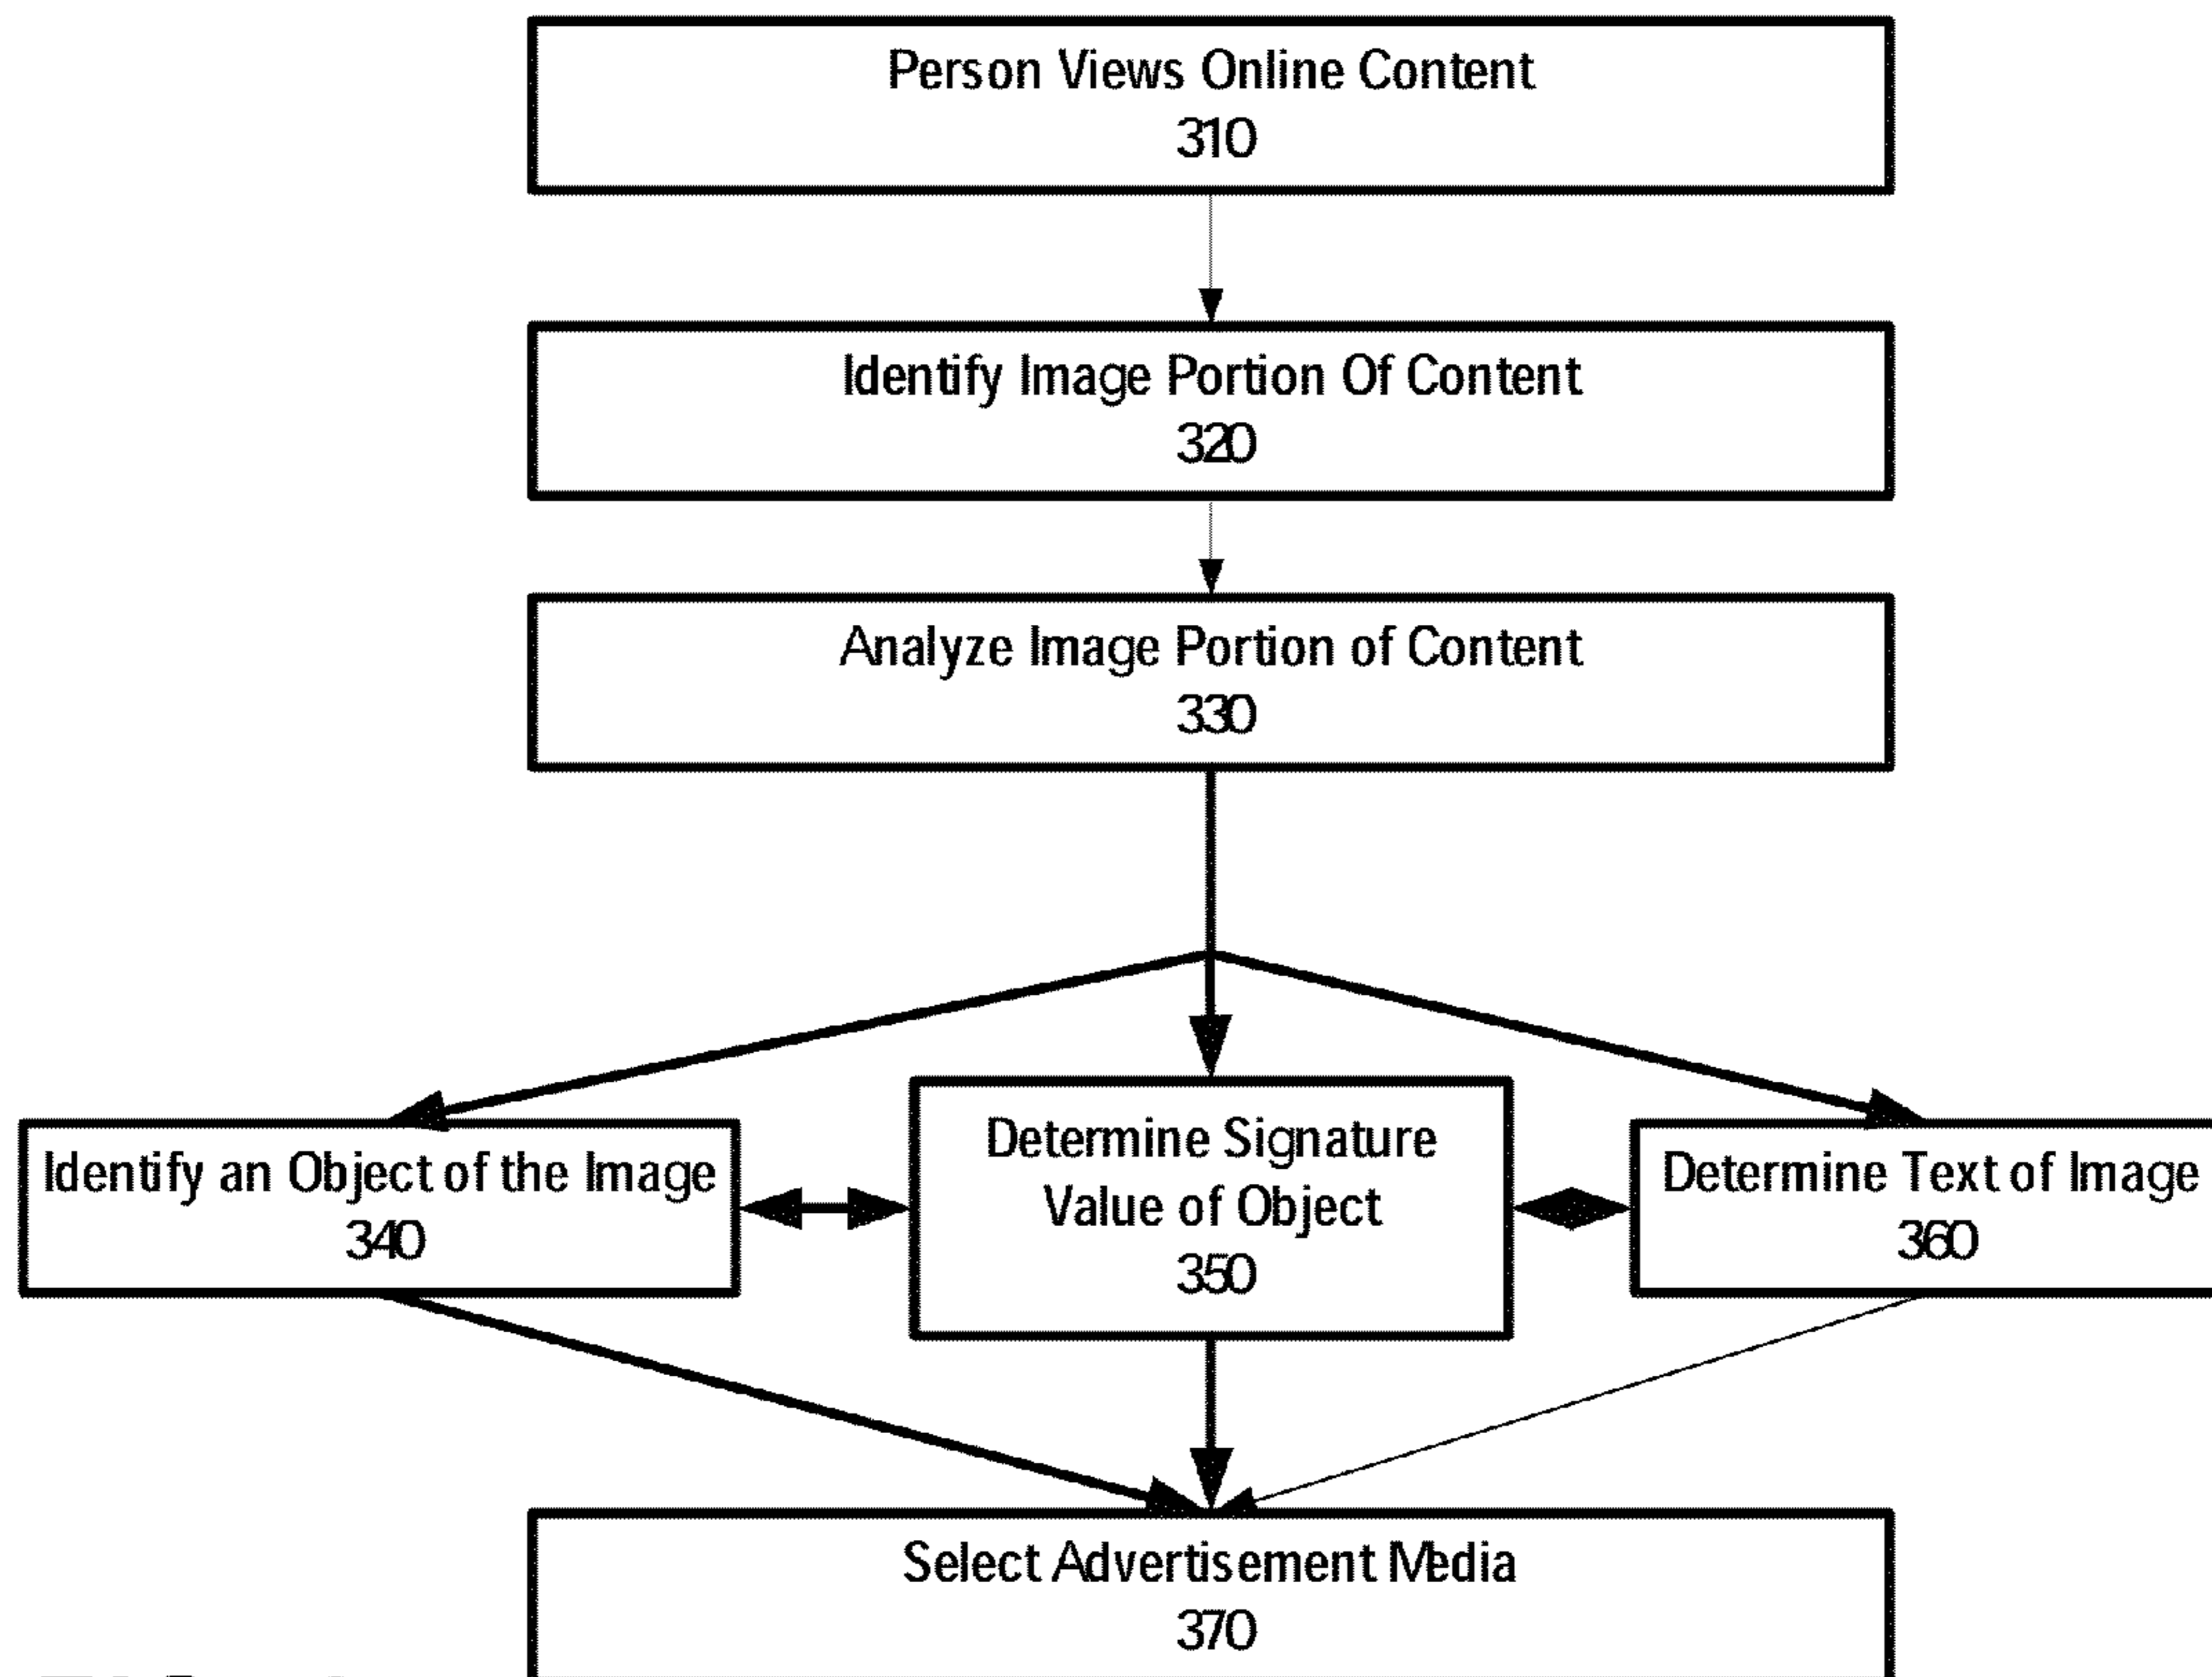 Person Views Online Content
310
Identify Image Portion Of Content
320
Analyze Image Portion of Content
330
Identify an Object of the Image
340
Determine Signature
Value of Object
350
Determine Text of Image
360
Select Advertisement Media
370